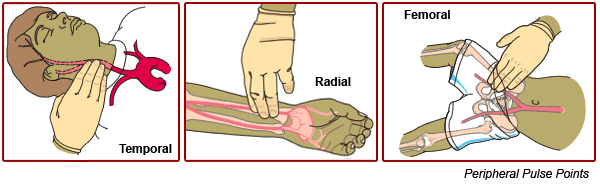 Temporal
Radial
Femoral
C
Peripheral Pulse Points